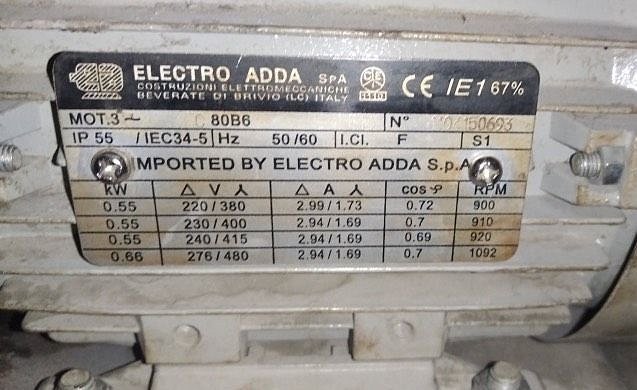 ELECTRO ADDA SPA CE IE1 67%
COSTRUZIONI ELETTROMECCANICHE
BEVERATE DI BRIVIO (LC) ITALY
MOT.3~ C 80B6 N° 150693
IP 55 / IEC34-5 Hz 50/60 I.CI. F S1
IMPORTED BY ELECTRO ADDA S.p.A
kW Δ V Y Δ A Y cosφ RPM
0.55 220 / 380 2.99 / 1.73 0.72 900
0.55 230 / 400 2.94 / 1.69 0.7 910
0.55 240 / 415 2.94 / 1.69 0.69 920
0.66 276 / 480 2.94 / 1.69 0.7 1092